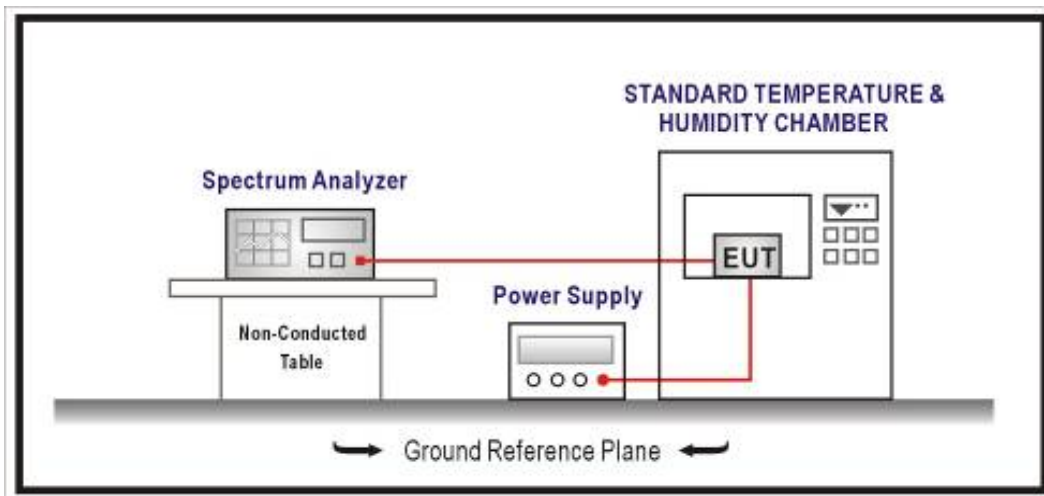 STANDARD TEMPERATURE &
HUMIDITY CHAMBER
Spectrum Analyzer
EUT
Power Supply
Non-Conducted
Table
Ground Reference Plane